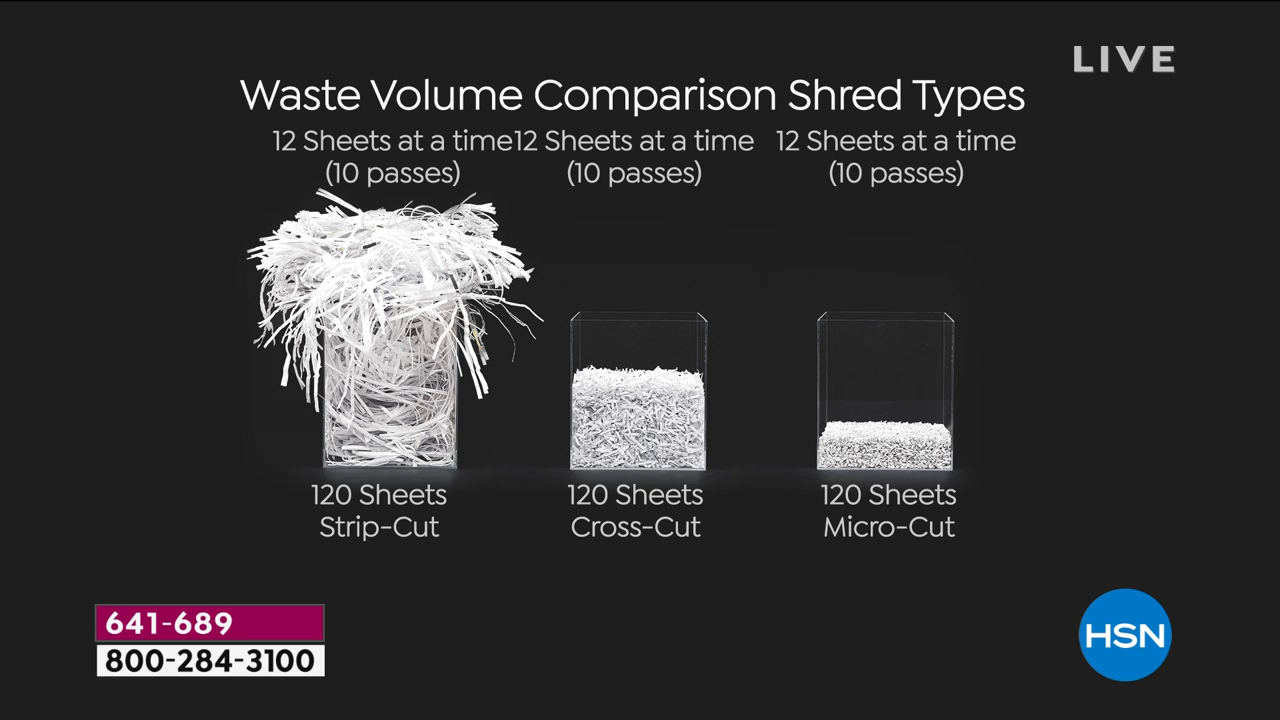 LIVE
Waste Volume Comparison Shred Types
12 Sheets at a time
(10 passes)
12 Sheets at a time
(10 passes)
12 Sheets at a time
(10 passes)
120 Sheets
Strip-Cut
120 Sheets
Cross-Cut
120 Sheets
Micro-Cut
641-689
800-284-3100
HSN